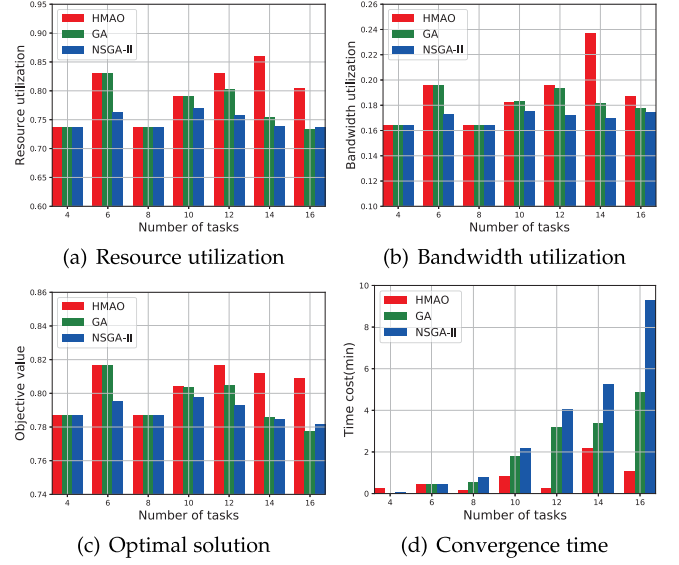 0.95
0.90
0.85
0.80
0.75
0.70
0.65
0.60
Resource utilization
HMAO
GA
NSGA-II
4 6 8 10 12 14 16
Number of tasks
(a) Resource utilization
0.26
0.24
0.22
0.20
0.18
0.16
0.14
0.12
0.10
Bandwidth utilization
HMAO
GA
NSGA-II
4 6 8 10 12 14 16
Number of tasks
(b) Bandwidth utilization
0.86
0.84
0.82
0.80
0.78
0.76
0.74
Objective value
HMAO
GA
NSGA-II
4 6 8 10 12 14 16
Number of tasks
(c) Optimal solution
10
8
6
4
2
0
Time cost(min)
HMAO
GA
NSGA-II
4 6 8 10 12 14 16
Number of tasks
(d) Convergence time